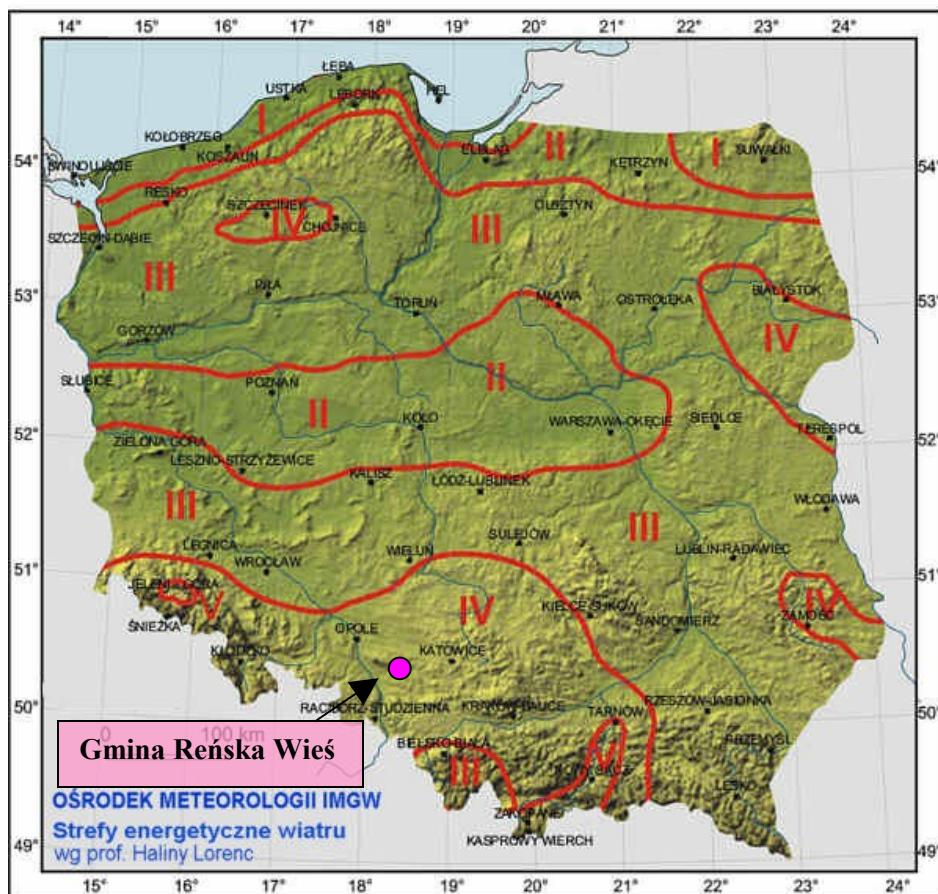 14° 15° 16° 17° 18° 19° 20° 21° 22° 23° 24°
ŁEBA
USTKA
LĘBORK
HEL
I
KOŁOBRZEG
KOSZALIN
ELBLĄG
II
I
SUWAŁKI
54°
54°
ŚWINOUJŚCIE
KĘTRZYN
RESKO
SZCZECINEK
IV
CHOJNICE
OLSZTYN
III
SZCZECIN-DĄBIE
III
53°
53°
PIŁA
TORUŃ
MŁAWA
OSTROŁĘKA
BIAŁYSTOK
GORZÓW
IV
SŁUBICE
POZNAŃ
II
II
KOŁO
WARSZAWA-OKĘCIE
SIEDLCE
TERESPOL
52°
52°
ZIELONA GÓRA
LESZNO-STRZYŻEWICE
KALISZ
ŁÓDŹ-LUBLINEK
WŁODAWA
III
III
SULEJÓW
LEGNICA
WROCŁAW
WIELUŃ
LUBLIN-RADAWIEC
51°
51°
JELENIA GÓRA
V
IV
KIELCE-SUKÓW
IV
ZAMOŚĆ
ŚNIEŻKA
SANDOMIERZ
OPOLE
KŁODZKO
KATOWICE
50°
50°
RACIBÓRZ-STUDZIENNA
KRAKÓW-BALICE
TARNÓW
RZESZÓW-JASIONKA
0 100 km
Gmina Reńska Wieś
BIELSKO-BIAŁA
PRZEMYŚL
III
V
NOWY SĄCZ
LESKO
OŚRODEK METEOROLOGII IMGW
ZAKOPANE
Strefy energetyczne wiatru
KASPROWY WIERCH
wg prof. Haliny Lorenc
49°
49°
15° 16° 17° 18° 19° 20° 21° 22° 23°